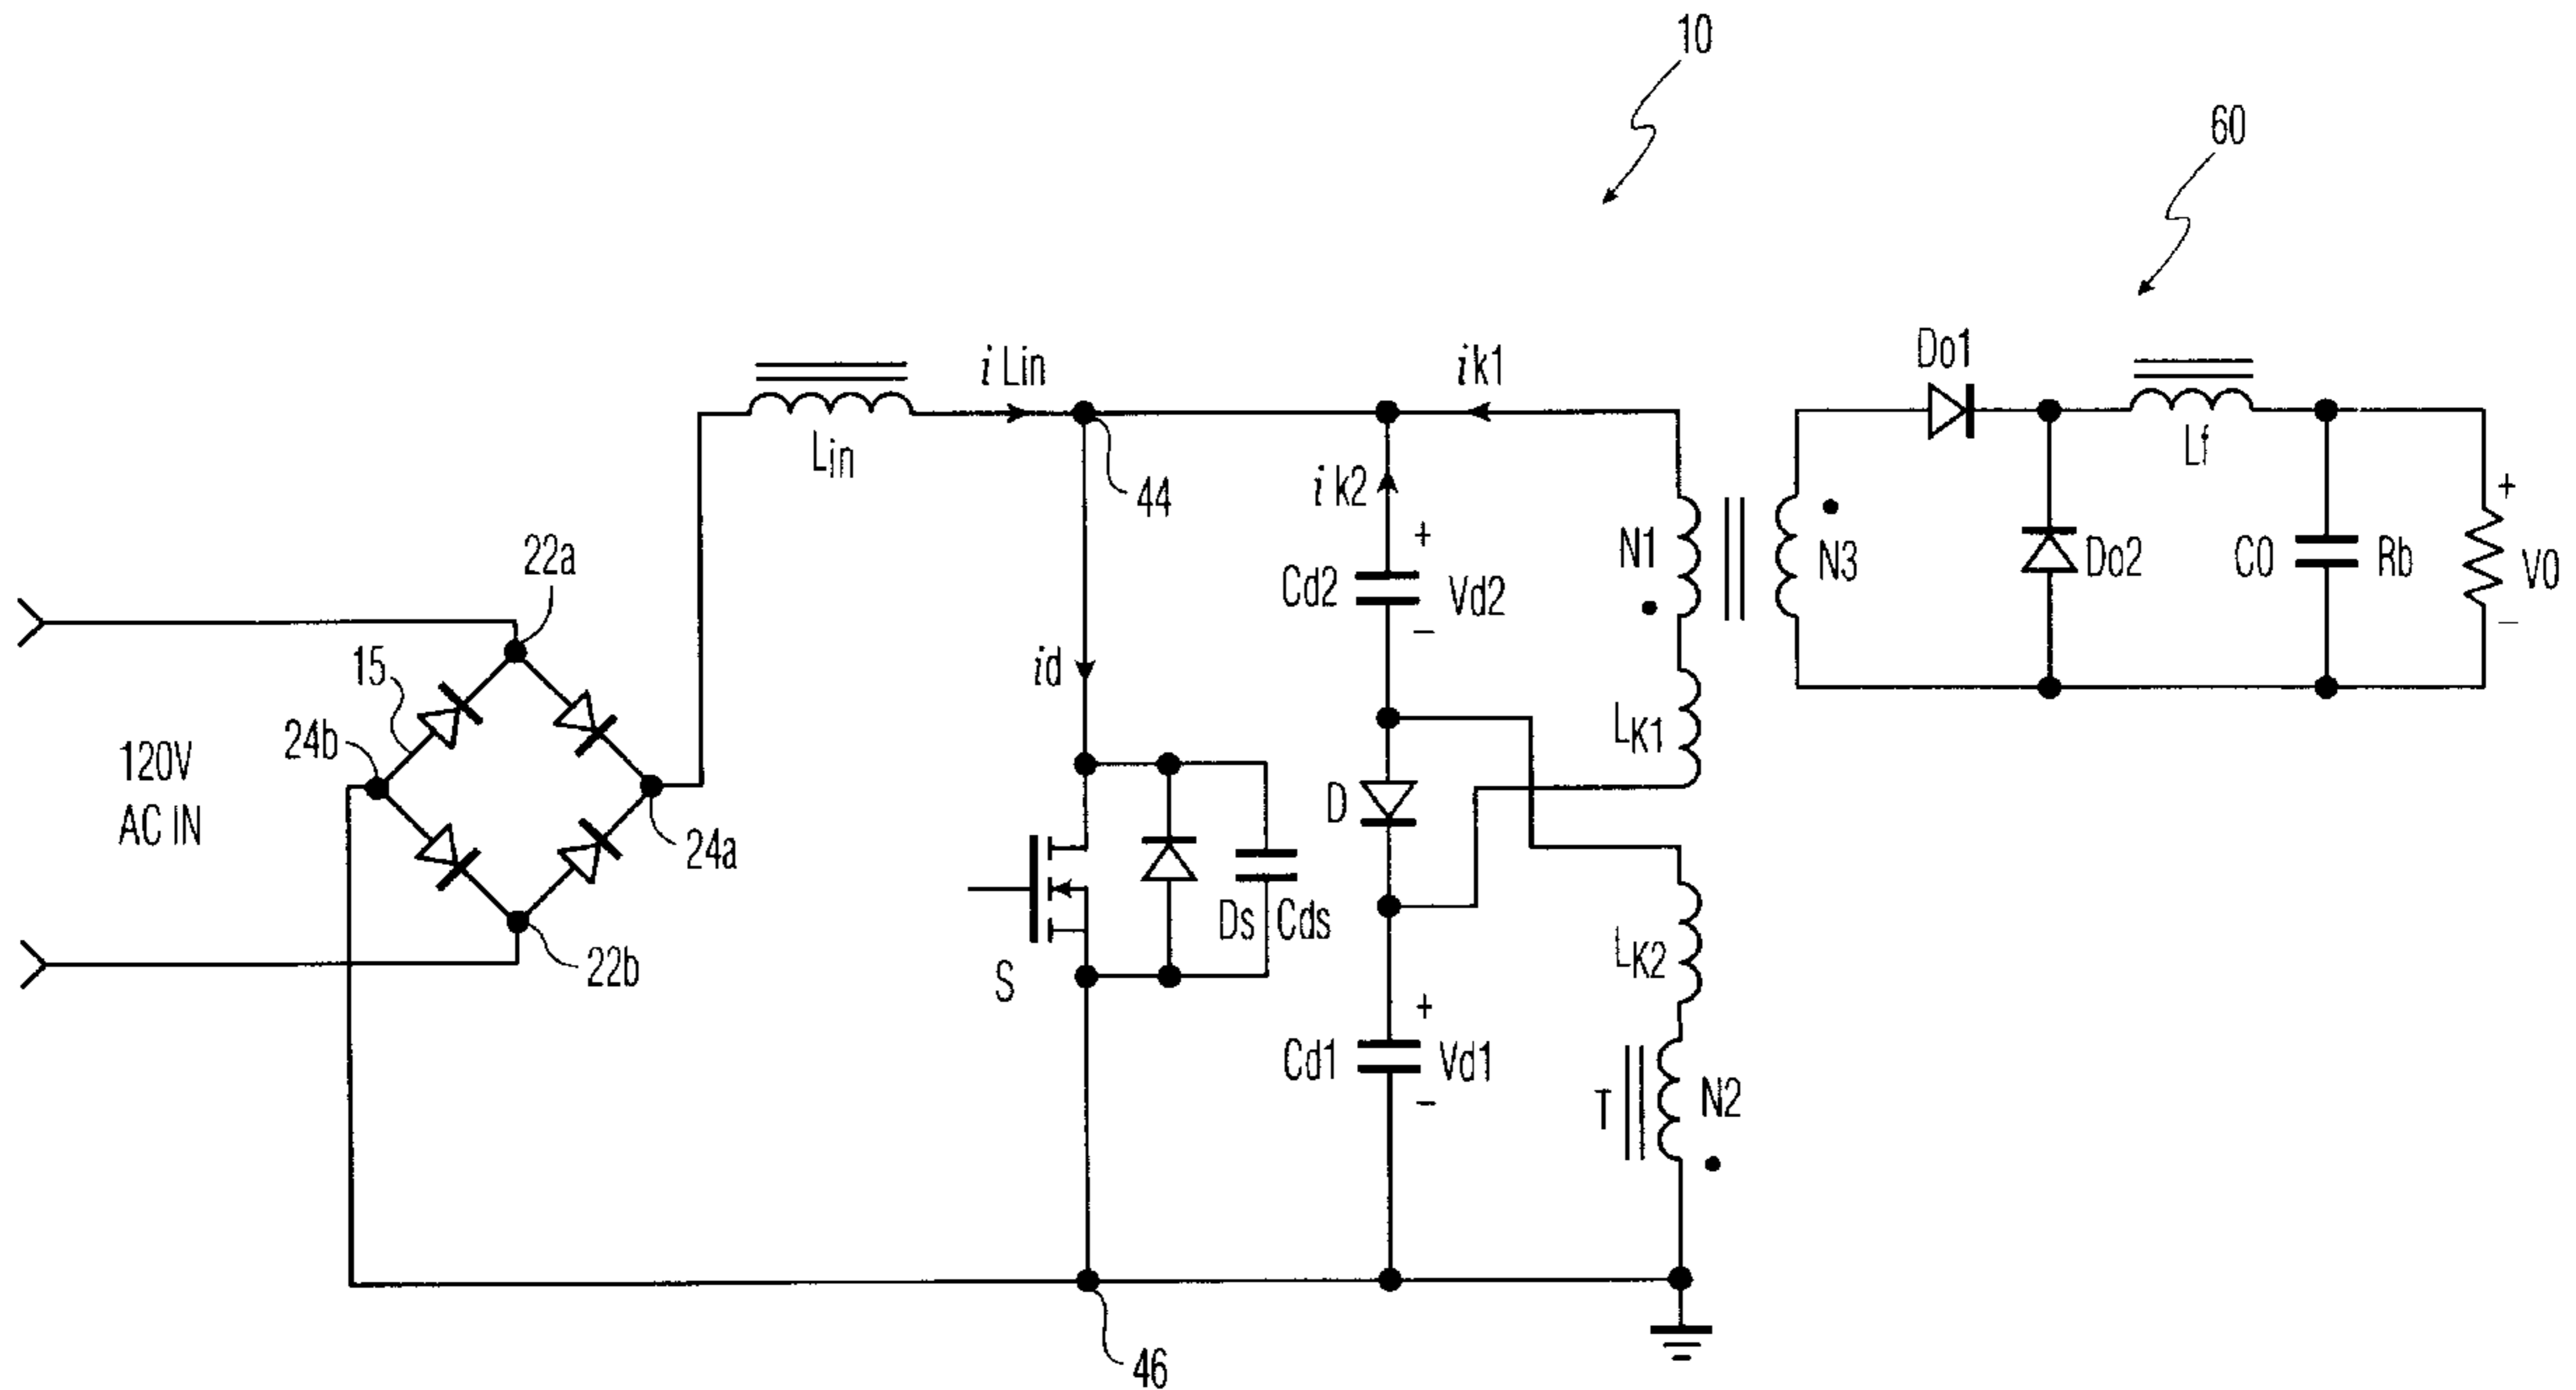 10
60
i Lin
ik1
Do1
Lin
44
ik2
+
Cd2
Vd2
−
N1
N3
Lf
Do2
C0
Rb
+
V0
−
22a
15
24b
120V
AC IN
24a
22b
id
LK1
D
S
Ds
Cds
LK2
+
Cd1
Vd1
−
T
N2
46